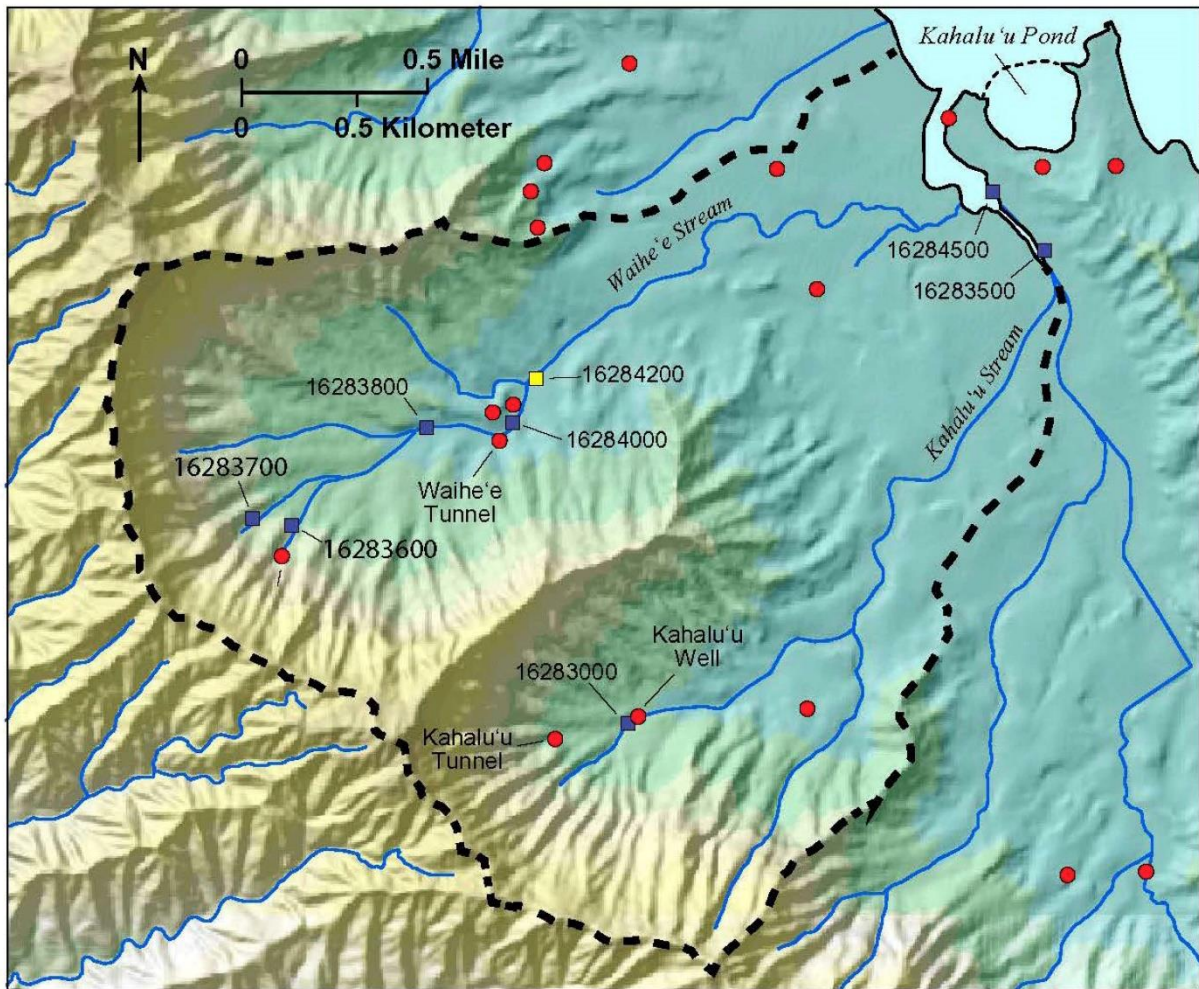 Kahalu‘u Pond
N
0 0.5 Mile
0 0.5 Kilometer
Waihe‘e Stream
16284500
16283500
Kahalu‘u Stream
16283800
16284200
16284000
16283700
Waihe‘e
Tunnel
16283600
Kahalu‘u
Well
16283000
Kahalu‘u
Tunnel